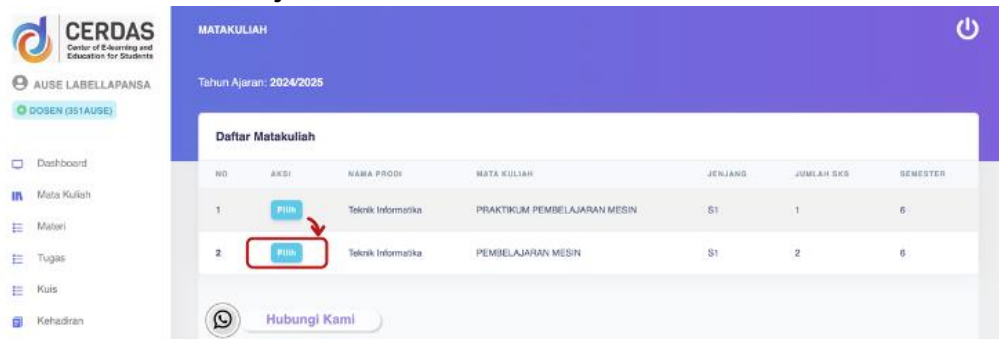 CERDAS
Center of E-learning and
Education for Students
AUSE LABELLAPANSA
DOSEN (351AUSE)
Dashboard
Mata Kuliah
Materi
Tugas
Kuis
Kehadiran
MATAKULIAH
Tahun Ajaran: 2024/2025
Daftar Matakuliah
NO AKSI NAMA PRODI MATA KULIAH JENJANG JUMLAH SKS SEMESTER
1 Pilih Teknik Informatika PRAKTIKUM PEMBELAJARAN MESIN S1 1 6
2 Pilih Teknik Informatika PEMBELAJARAN MESIN S1 2 6
Hubungi Kami